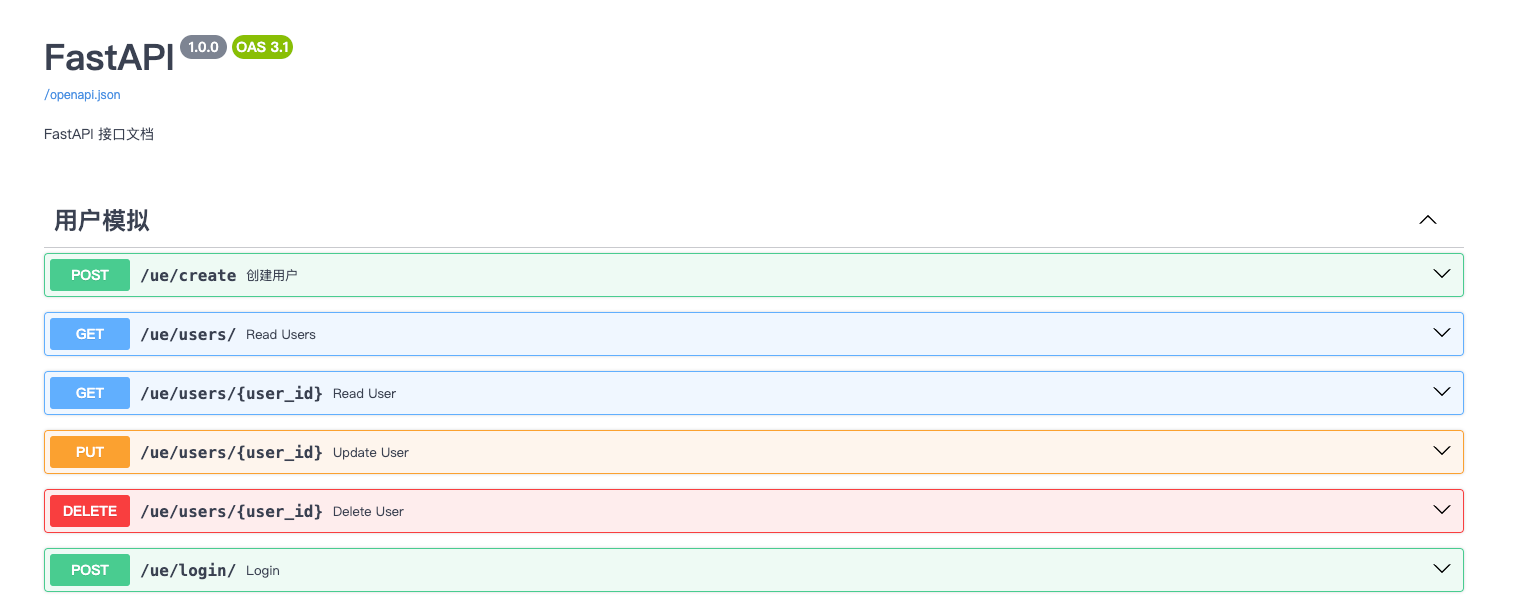 FastAPI 1.0.0 OAS 3.1
/openapi.json
FastAPI 接口文档
用户模拟
POST /ue/create 创建用户
GET /ue/users/ Read Users
GET /ue/users/{user_id} Read User
PUT /ue/users/{user_id} Update User
DELETE /ue/users/{user_id} Delete User
POST /ue/login/ Login